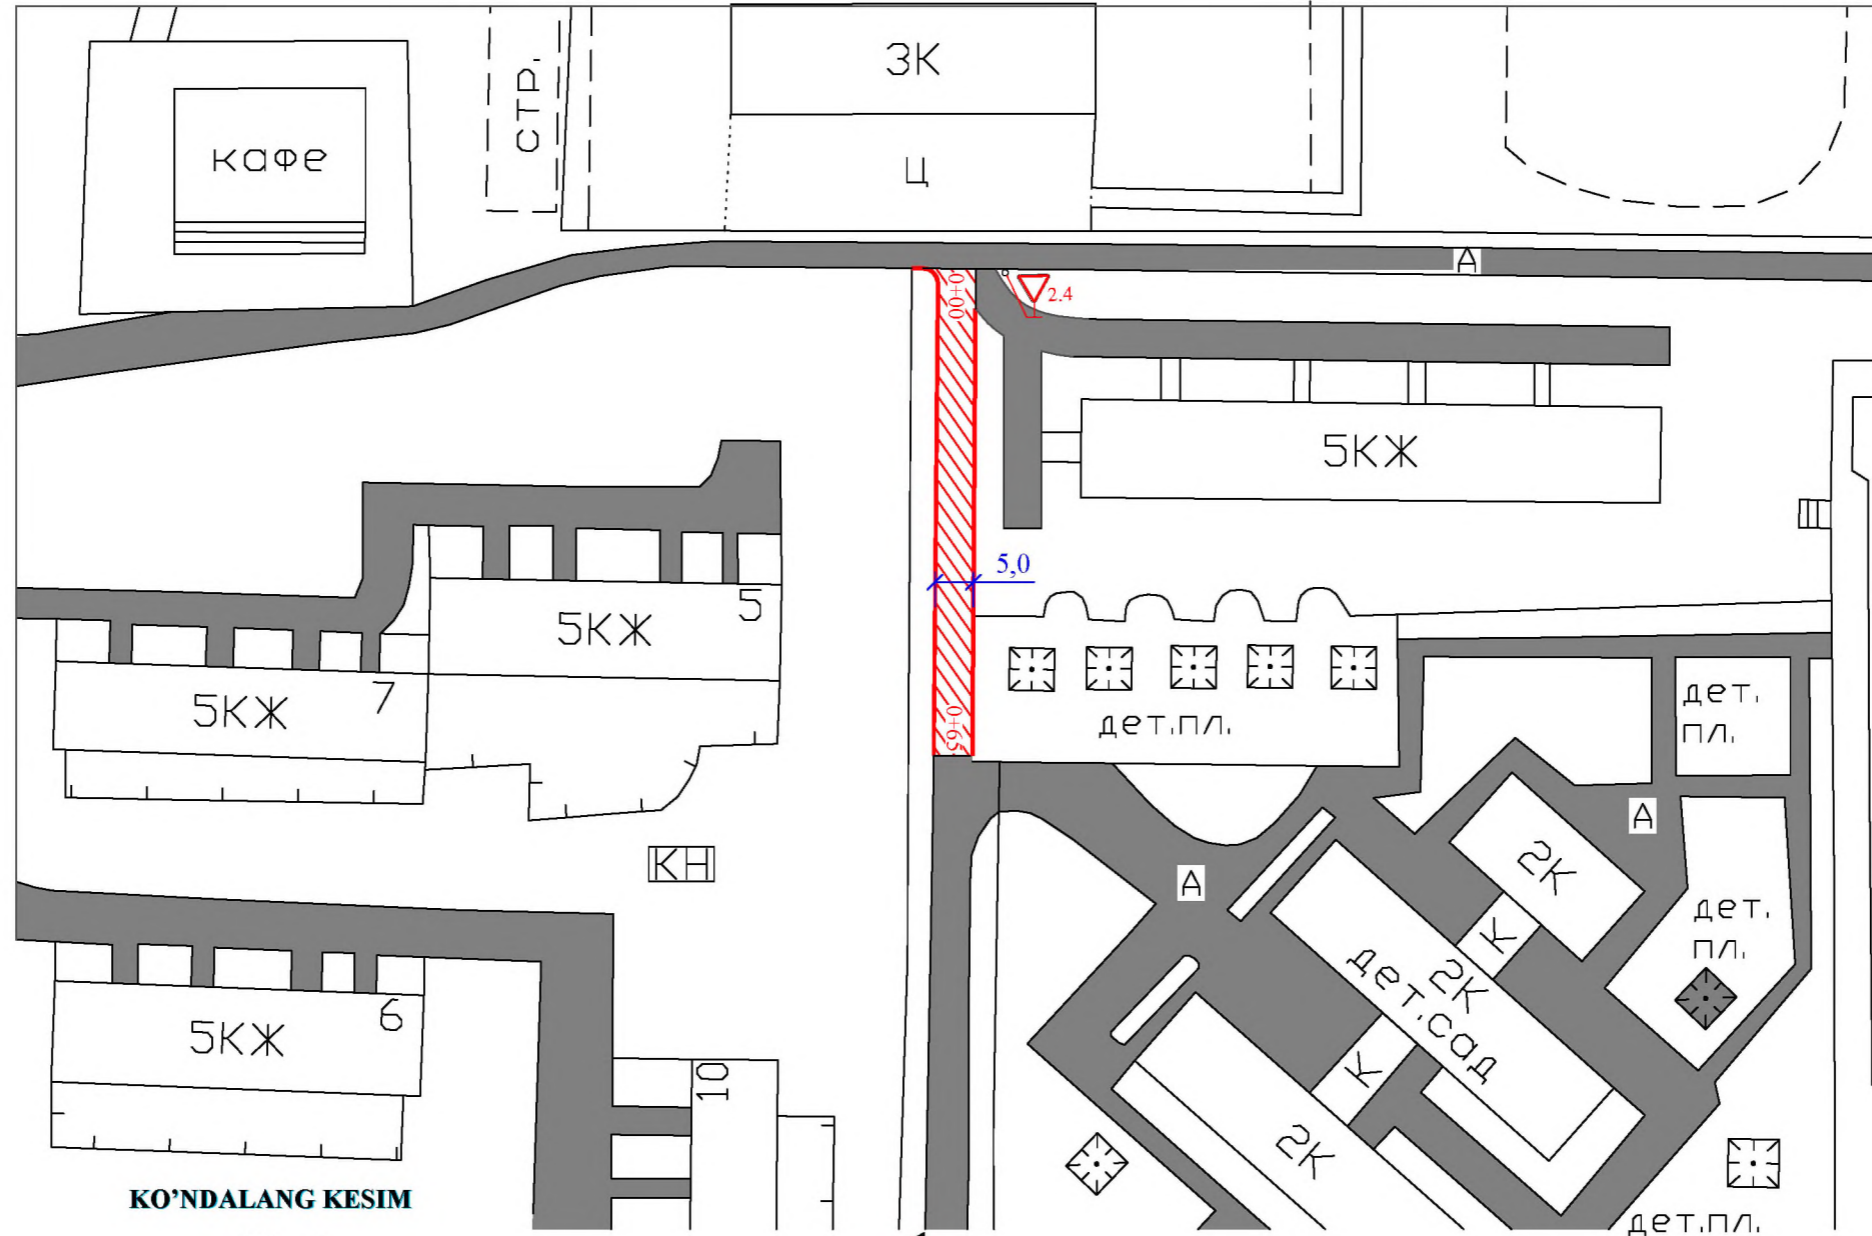 3К
СТР.
кафе
Ц
А
0+00
2.4
5КЖ
5,0
5
5КЖ
7
5КЖ
дет.
пл.
0+65
дет.пл.
А
КН
А
2К
дет.
пл.
К
2К
дет.сад
6
5КЖ
К
10
2К
KO’NDALANG KESIM
дет.пл.